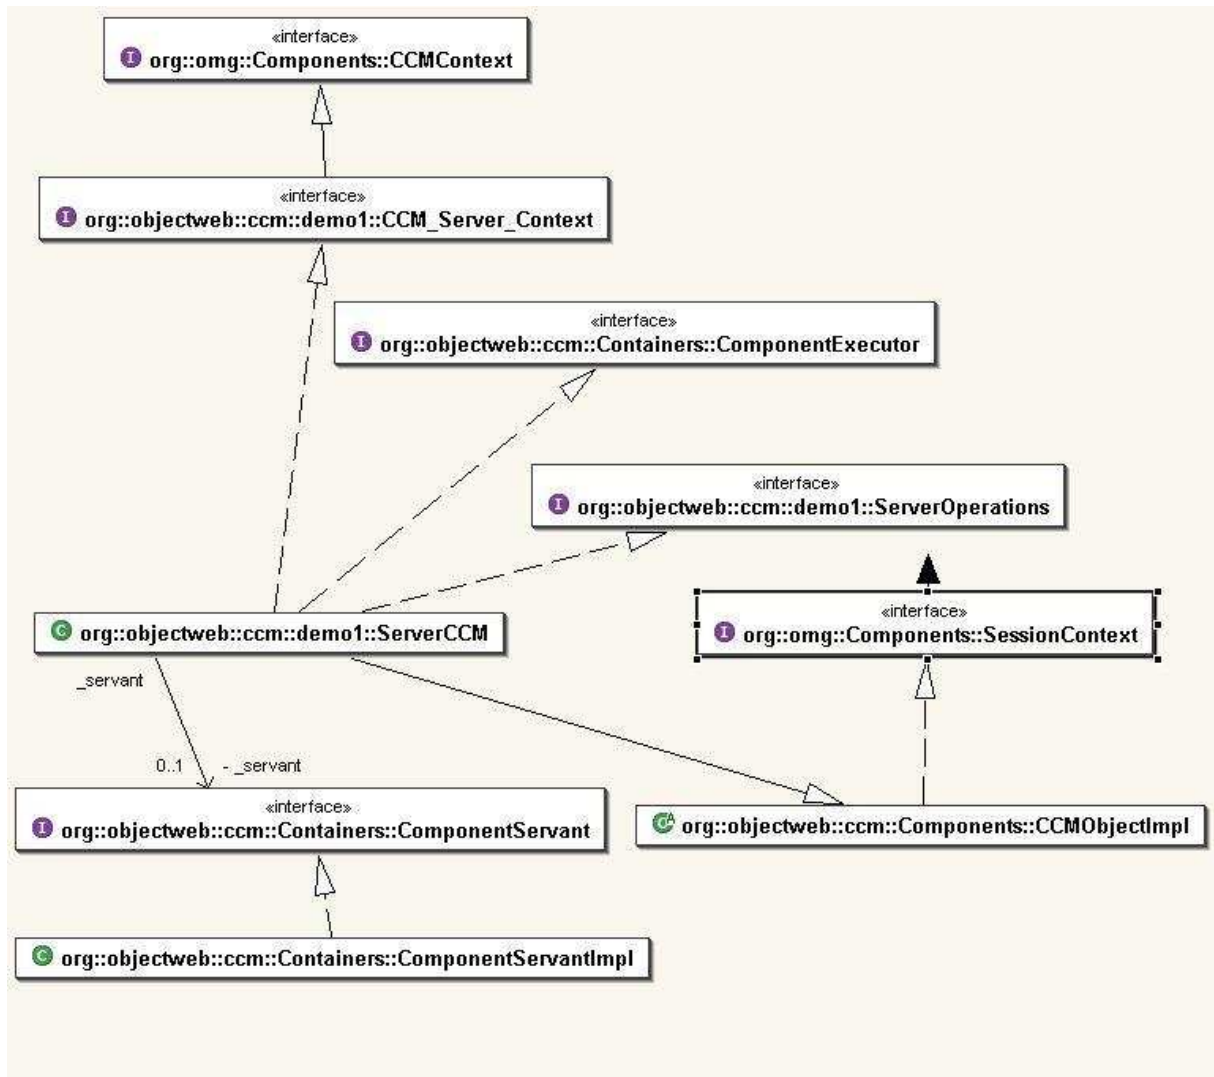 «interface»
I org::omg::Components::CCMContext
«interface»
I org::objectweb::ccm::demo1::CCM_Server_Context
«interface»
I org::objectweb::ccm::Containers::ComponentExecutor
«interface»
I org::objectweb::ccm::demo1::ServerOperations
«interface»
I org::omg::Components::SessionContext
C org::objectweb::ccm::demo1::ServerCCM
_servant
0..1 - _servant
«interface»
I org::objectweb::ccm::Containers::ComponentServant
C A org::objectweb::ccm::Components::CCMObjectImpl
C org::objectweb::ccm::Containers::ComponentServantImpl